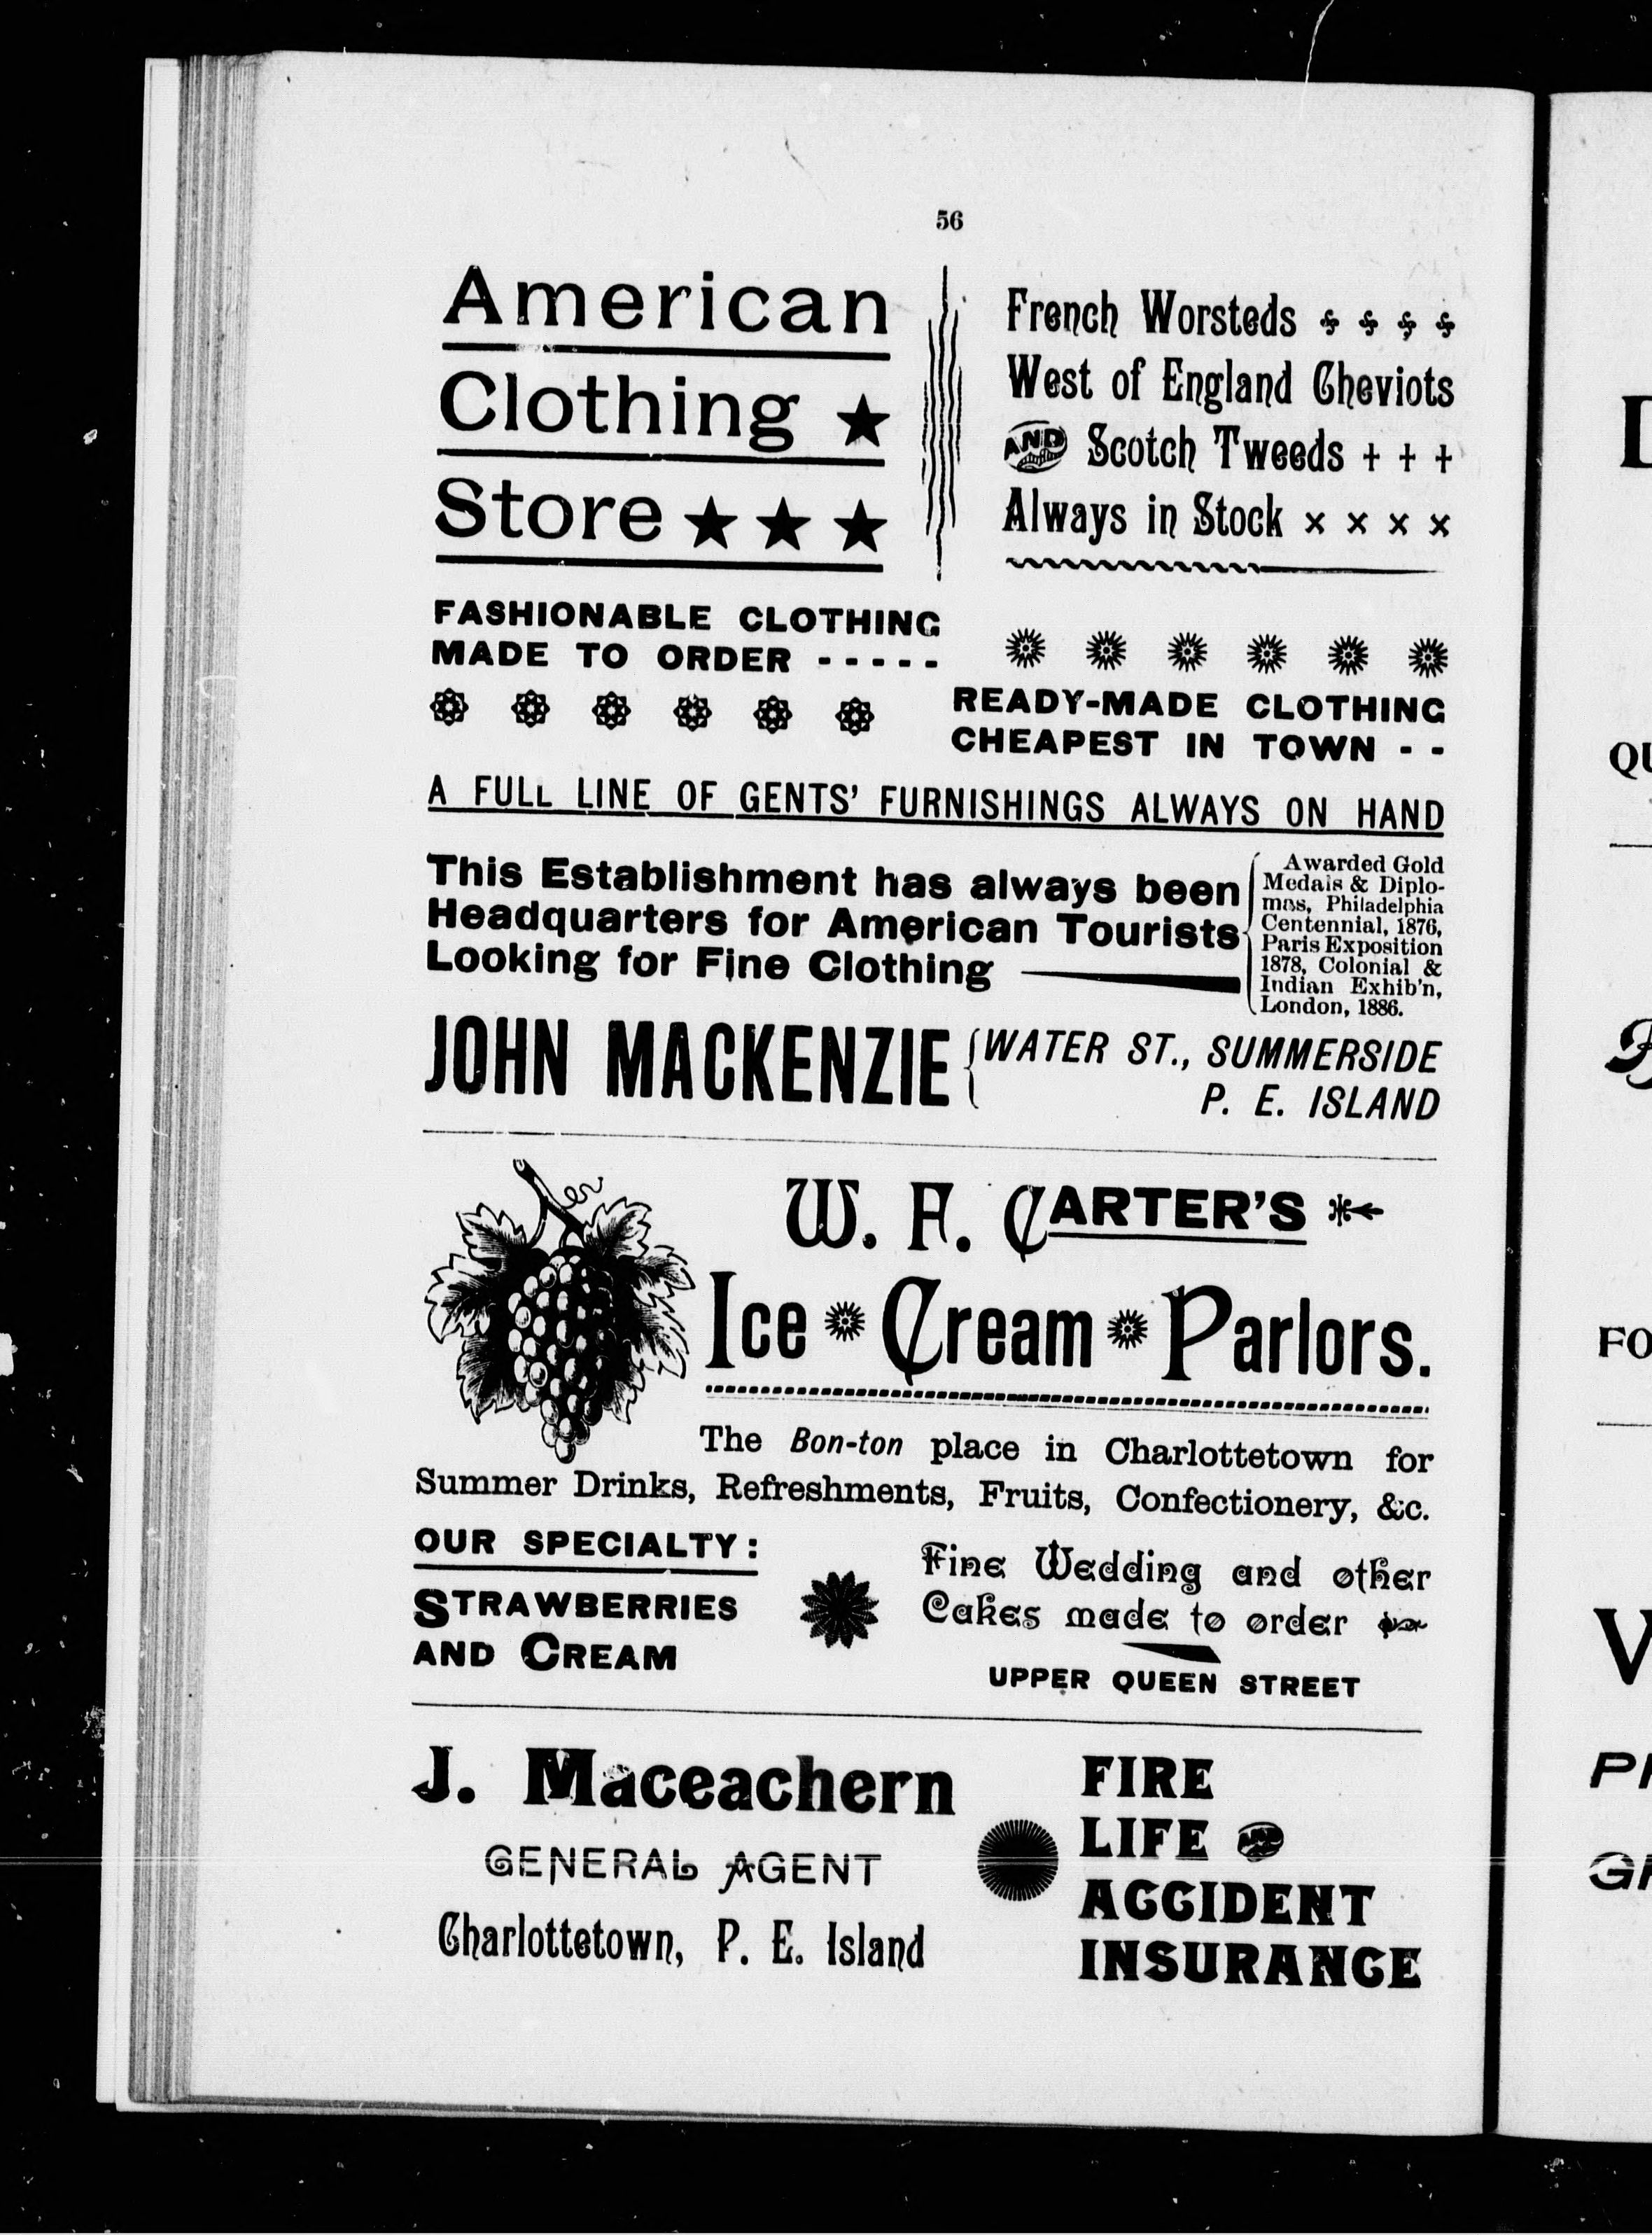 56
American
Clothing
Store
French Worsteds
West of England Cheviots
AND Scotch Tweeds
Always in Stock
FASHIONABLE CLOTHING
MADE TO ORDER - - - - -
READY-MADE CLOTHING
CHEAPEST IN TOWN - -
A FULL LINE OF GENTS' FURNISHINGS ALWAYS ON HAND
This Establishment has always been
Headquarters for American Tourists
Looking for Fine Clothing
Awarded Gold
Medals & Diplo-
mas, Philadelphia
Centennial, 1876,
Paris Exposition
1878, Colonial &
Indian Exhib'n,
London, 1886.
JOHN MACKENZIE
WATER ST., SUMMERSIDE
P. E. ISLAND
W. F. CARTER'S
Ice Cream Parlors.
The Bon-ton place in Charlottetown for
Summer Drinks, Refreshments, Fruits, Confectionery, &c.
OUR SPECIALTY:
STRAWBERRIES
AND CREAM
Fine Wedding and other
Cakes made to order
UPPER QUEEN STREET
J. Maceachern
GENERAL AGENT
Charlottetown, P. E. Island
FIRE
LIFE AND
ACCIDENT
INSURANCE
QU
FO
V
PR